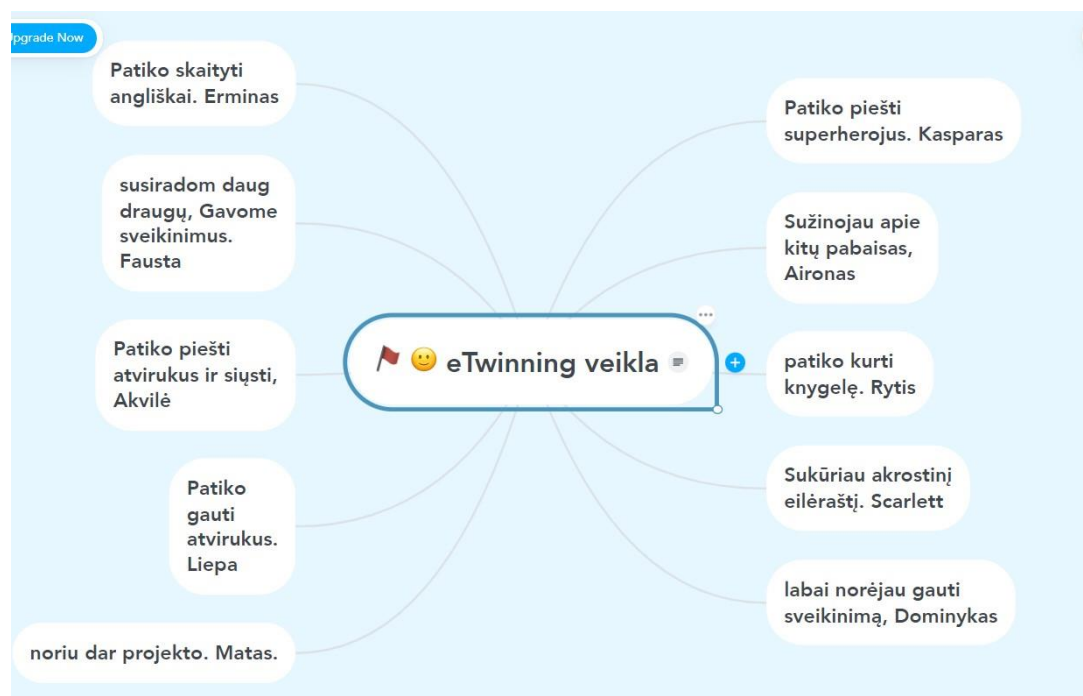 Upgrade Now
Patiko skaityti
angliškai. Erminas
susiradom daug
draugų, Gavome
sveikinimus.
Fausta
Patiko piešti
atvirukus ir siųsti,
Akvilė
Patiko
gauti
atvirukus.
Liepa
noriu dar projekto. Matas.
eTwinning veikla
Patiko piešti
superherojus. Kasparas
Sužinojau apie
kitų pabaisas,
Aironas
patiko kurti
knygelę. Rytis
Sukūriau akrostinį
eilėraštį. Scarlett
labai norėjau gauti
sveikinimą, Dominykas